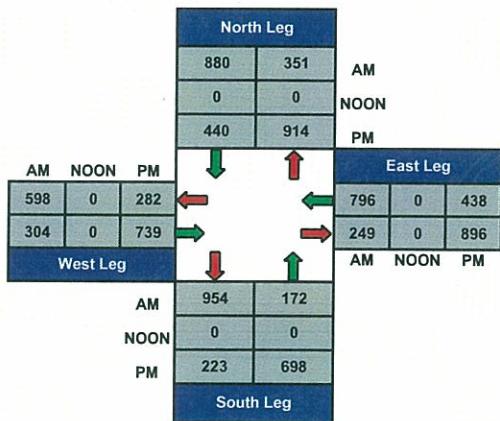 North Leg
880 351 AM
0 0 NOON
440 914 PM
AM NOON PM East Leg
598 0 282 796 0 438
304 0 739 249 0 896
West Leg AM NOON PM
AM 954 172
NOON 0 0
PM 223 698
South Leg